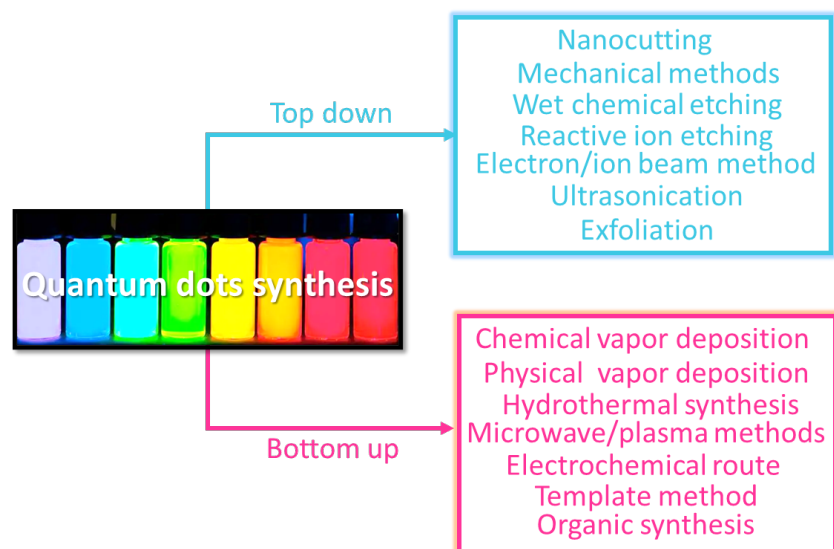 Top down
Nanocutting
Mechanical methods
Wet chemical etching
Reactive ion etching
Electron/ion beam method
Ultrasonication
Exfoliation
Quantum dots synthesis
Bottom up
Chemical vapor deposition
Physical vapor deposition
Hydrothermal synthesis
Microwave/plasma methods
Electrochemical route
Template method
Organic synthesis